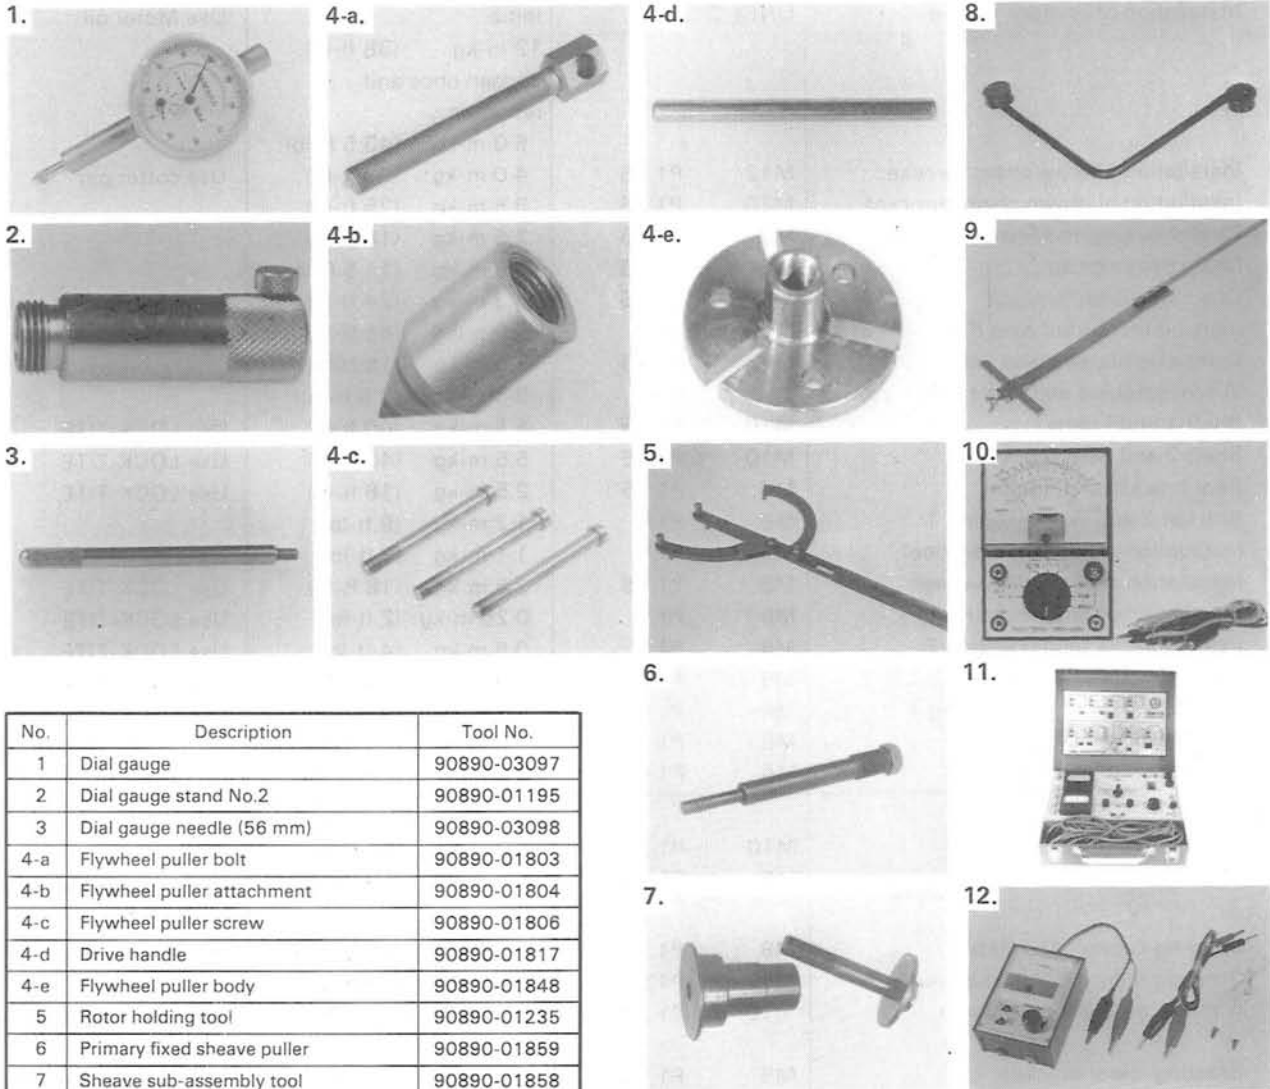 1.
4-a.
4-d.
8.
2.
4-b.
4-e.
9.
3.
4-c.
5.
10.
6.
11.
7.
12.
No. Description Tool No.
1 Dial gauge 90890-03097
2 Dial gauge stand No.2 90890-01195
3 Dial gauge needle (56 mm) 90890-03098
4-a Flywheel puller bolt 90890-01803
4-b Flywheel puller attachment 90890-01804
4-c Flywheel puller screw 90890-01806
4-d Drive handle 90890-01817
4-e Flywheel puller body 90890-01848
5 Rotor holding tool 90890-01235
6 Primary fixed sheave puller 90890-01859
7 Sheave sub-assembly tool 90890-01858